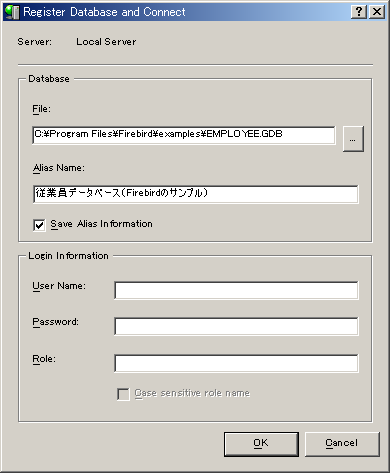 Register Database and Connect
Server: Local Server
Database
File:
C:¥Program Files¥Firebird¥examples¥EMPLOYEE.GDB
...
Alias Name:
従業員データベース(Firebirdのサンプル)
Save Alias Information
Login Information
User Name:
Password:
Role:
Case sensitive role name
OK Cancel